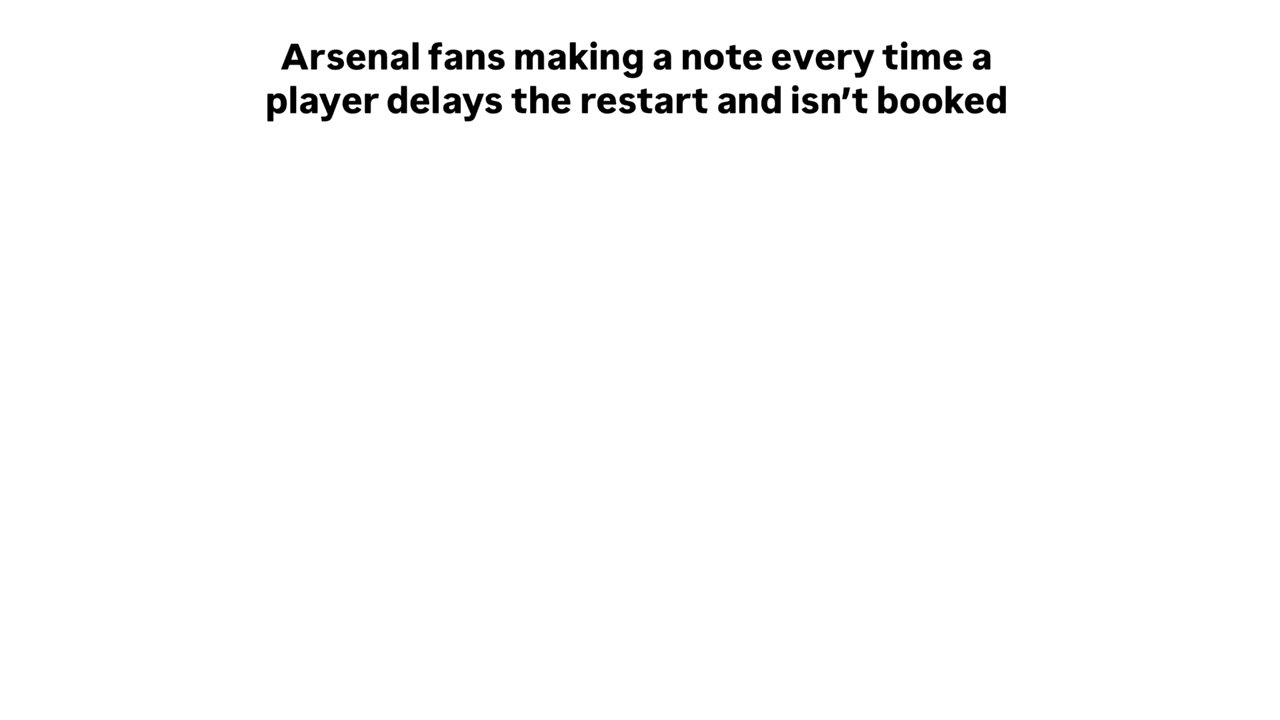 Arsenal fans making a note every time a
player delays the restart and isn’t booked